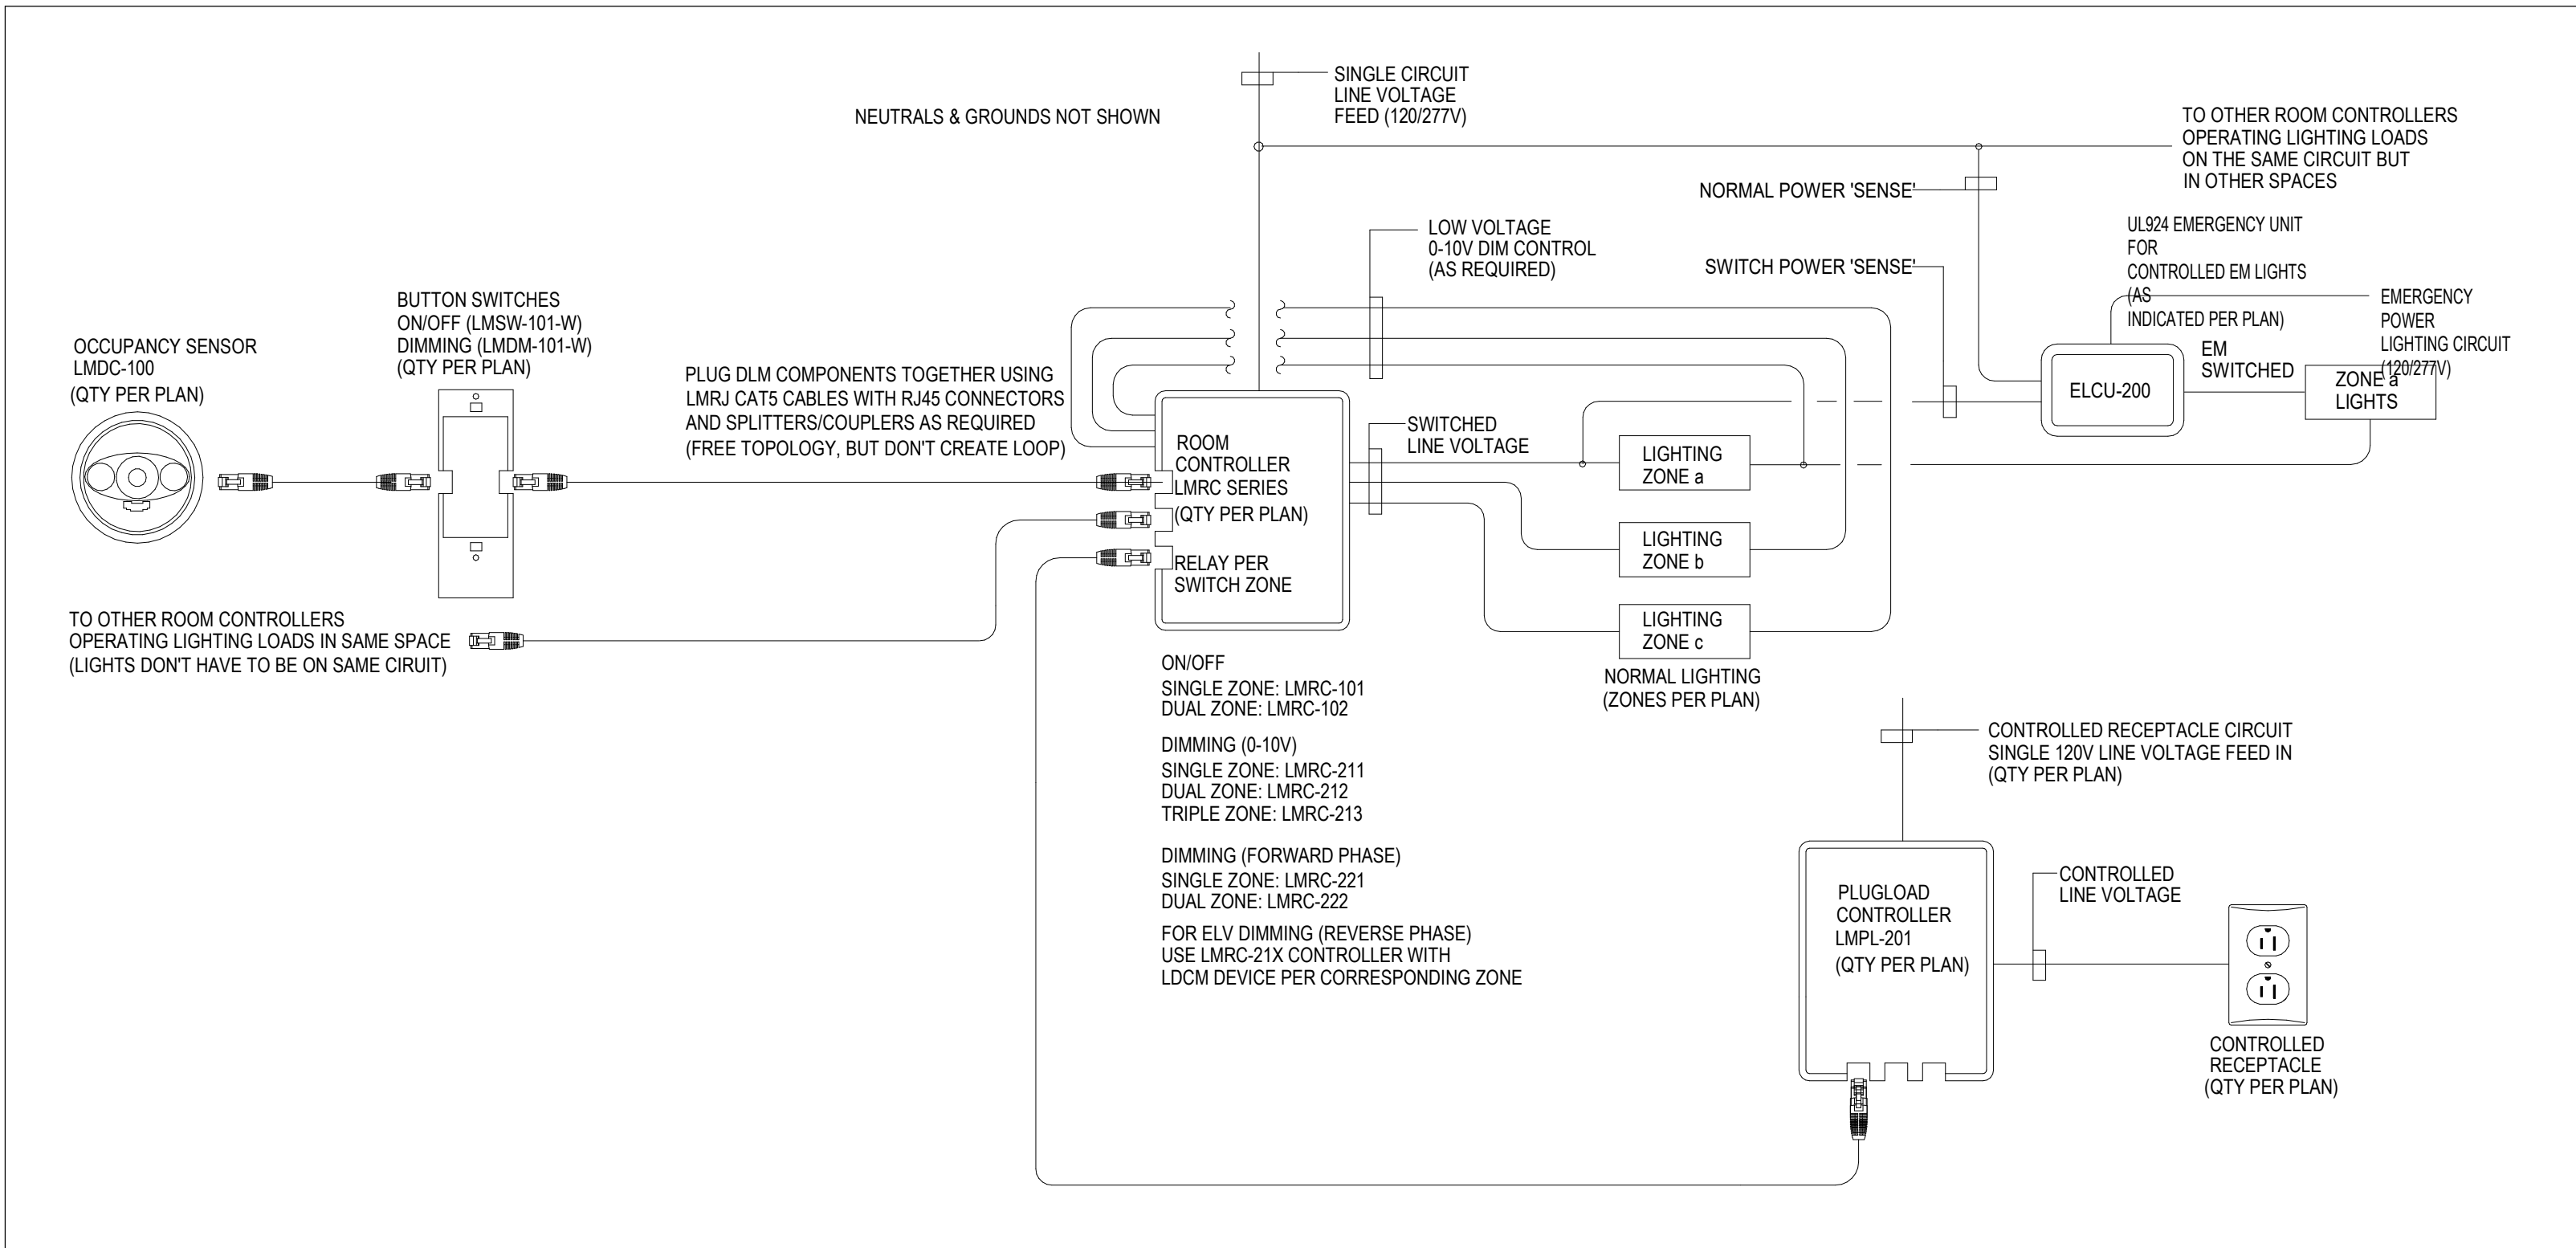 SINGLE CIRCUIT
LINE VOLTAGE
FEED (120/277V)
NEUTRALS & GROUNDS NOT SHOWN
TO OTHER ROOM CONTROLLERS
OPERATING LIGHTING LOADS
ON THE SAME CIRCUIT BUT
IN OTHER SPACES
NORMAL POWER 'SENSE'
LOW VOLTAGE
0-10V DIM CONTROL
(AS REQUIRED)
SWITCH POWER 'SENSE'
UL924 EMERGENCY UNIT
FOR
CONTROLLED EM LIGHTS
(AS
INDICATED PER PLAN)
EMERGENCY
POWER
LIGHTING CIRCUIT
(120/277V)
EM
SWITCHED
ELCU-200
ZONE a
LIGHTS
BUTTON SWITCHES
ON/OFF (LMSW-101-W)
DIMMING (LMDM-101-W)
(QTY PER PLAN)
OCCUPANCY SENSOR
LMDC-100
(QTY PER PLAN)
PLUG DLM COMPONENTS TOGETHER USING
LMRJ CAT5 CABLES WITH RJ45 CONNECTORS
AND SPLITTERS/COUPLERS AS REQUIRED
(FREE TOPOLOGY, BUT DON'T CREATE LOOP)
ROOM
CONTROLLER
LMRC SERIES
(QTY PER PLAN)
RELAY PER
SWITCH ZONE
SWITCHED
LINE VOLTAGE
LIGHTING
ZONE a
LIGHTING
ZONE b
LIGHTING
ZONE c
NORMAL LIGHTING
(ZONES PER PLAN)
TO OTHER ROOM CONTROLLERS
OPERATING LIGHTING LOADS IN SAME SPACE
(LIGHTS DON'T HAVE TO BE ON SAME CIRUIT)
ON/OFF
SINGLE ZONE: LMRC-101
DUAL ZONE: LMRC-102
DIMMING (0-10V)
SINGLE ZONE: LMRC-211
DUAL ZONE: LMRC-212
TRIPLE ZONE: LMRC-213
DIMMING (FORWARD PHASE)
SINGLE ZONE: LMRC-221
DUAL ZONE: LMRC-222
FOR ELV DIMMING (REVERSE PHASE)
USE LMRC-21X CONTROLLER WITH
LDCM DEVICE PER CORRESPONDING ZONE
CONTROLLED RECEPTACLE CIRCUIT
SINGLE 120V LINE VOLTAGE FEED IN
(QTY PER PLAN)
PLUGLOAD
CONTROLLER
LMPL-201
(QTY PER PLAN)
CONTROLLED
LINE VOLTAGE
CONTROLLED
RECEPTACLE
(QTY PER PLAN)